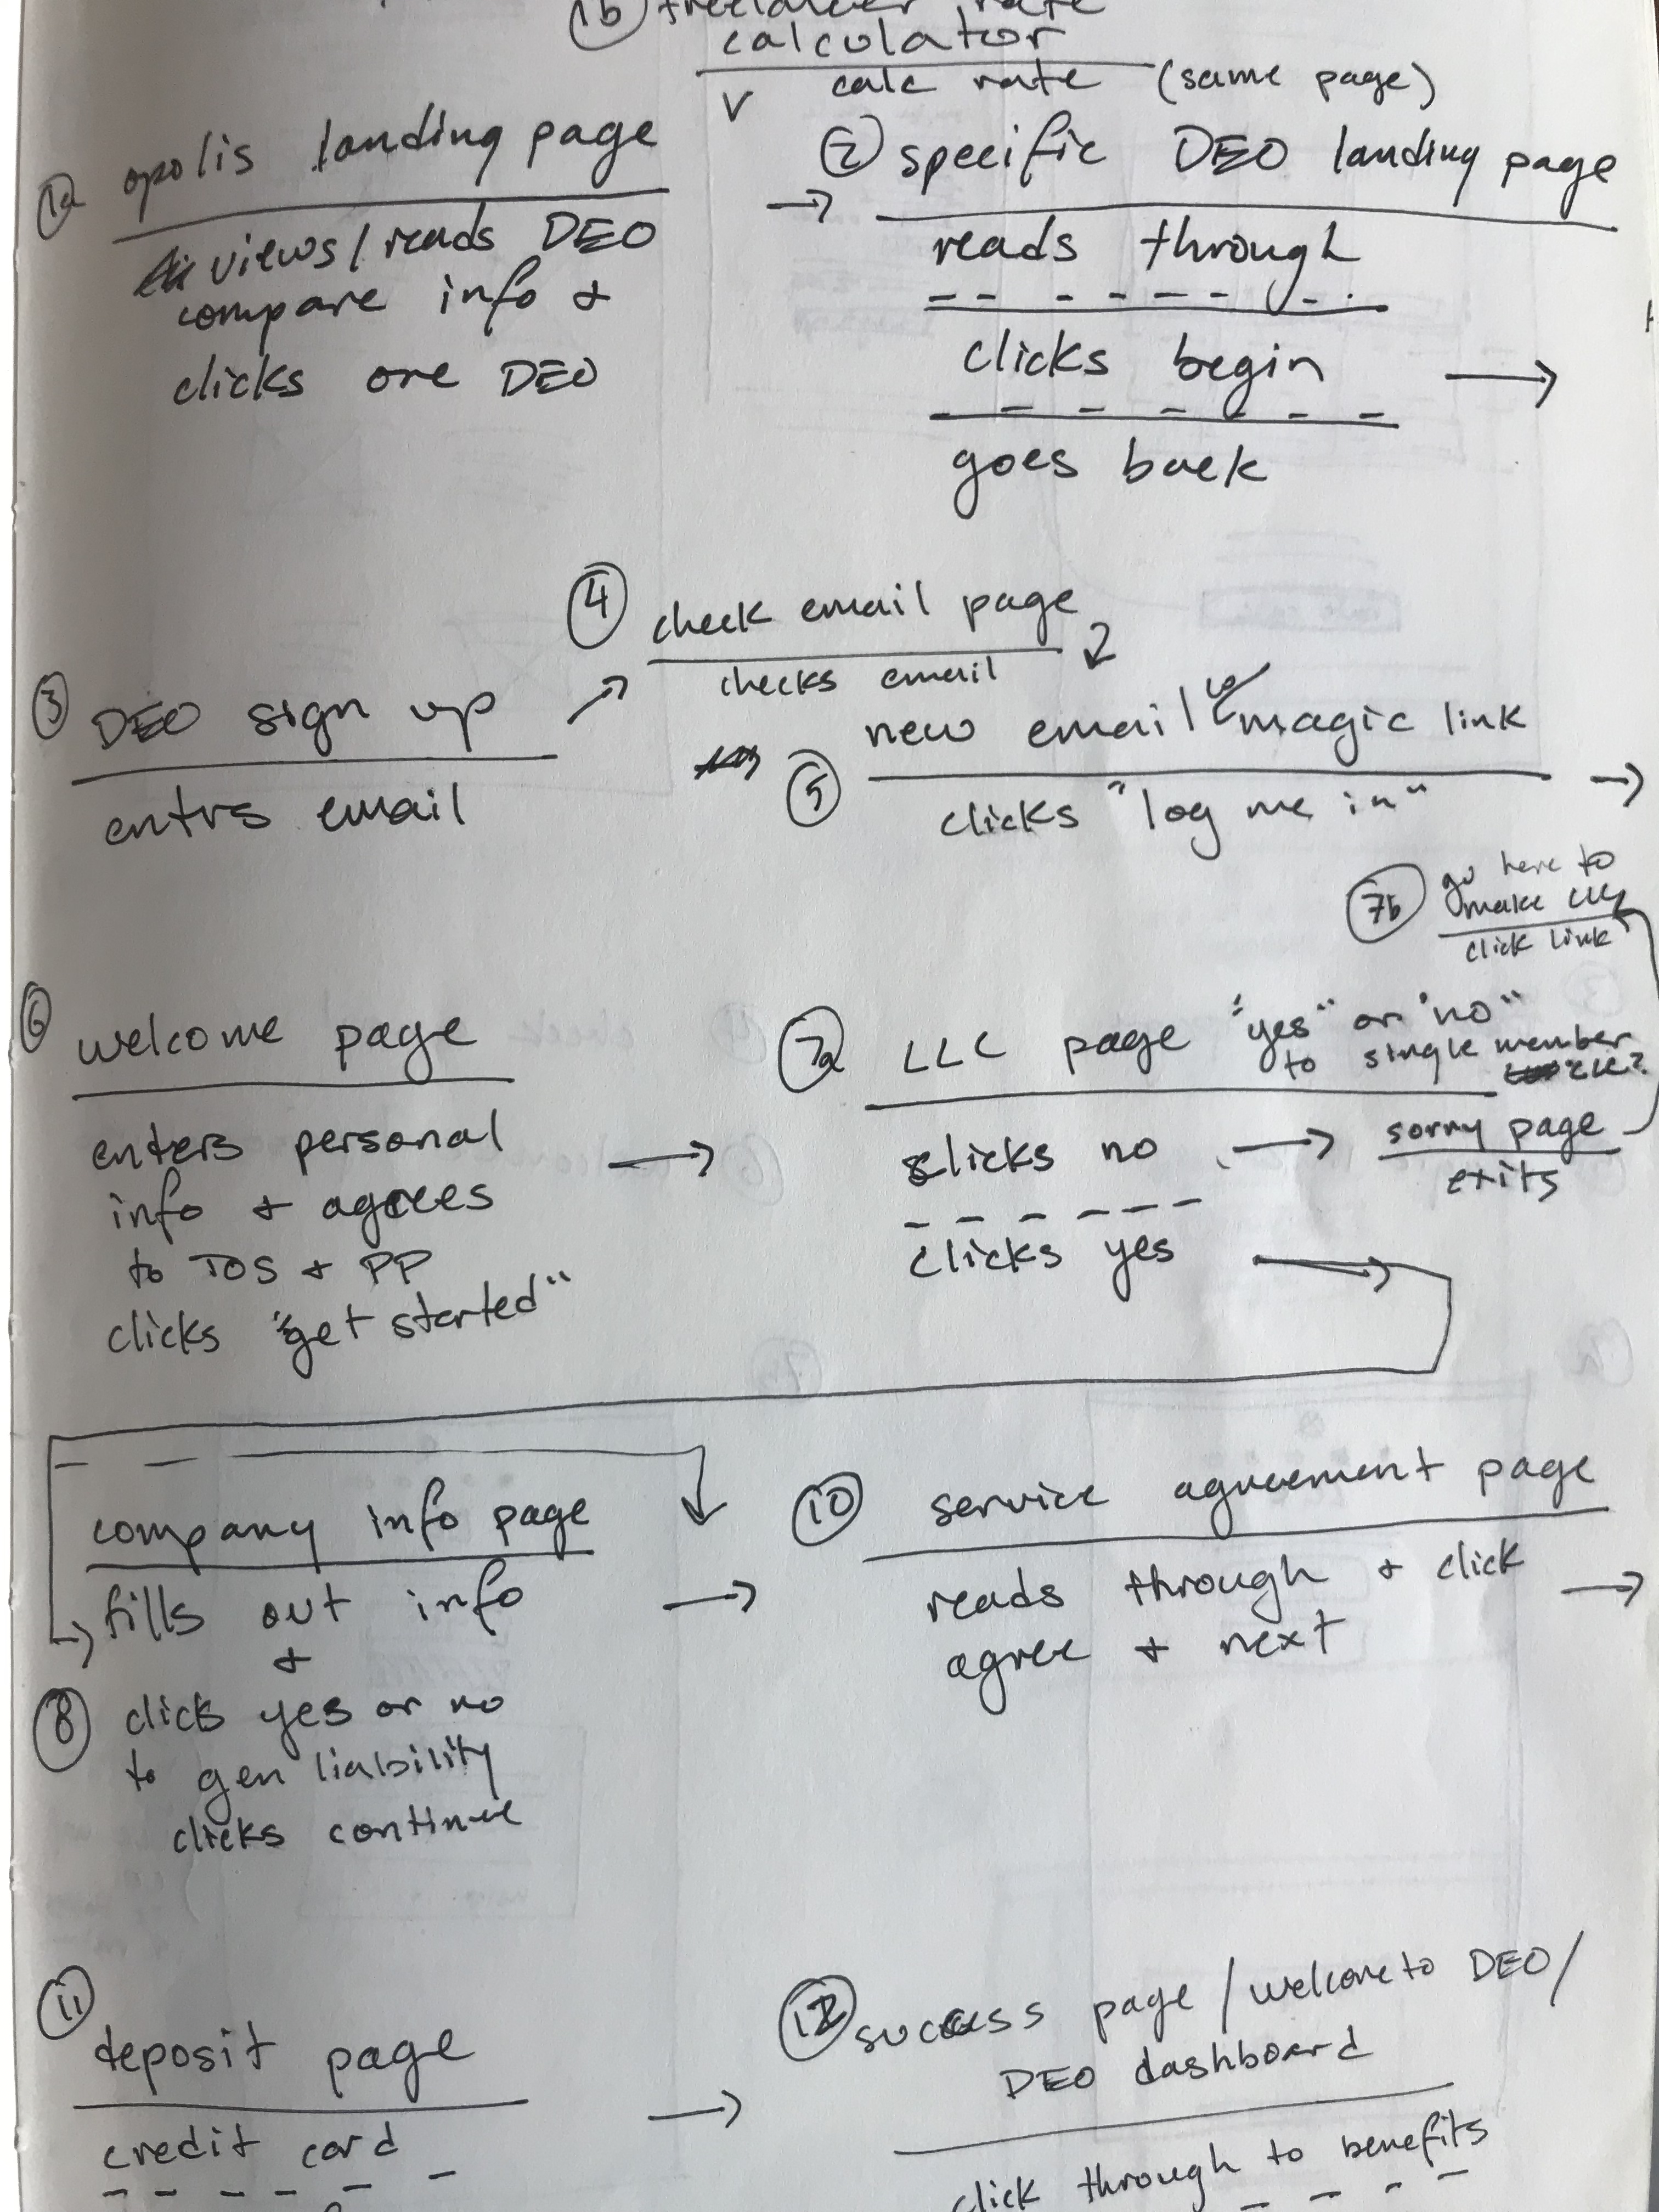 1b freelancer rate
calculator
calc rate (same page)
1a opolis landing page
views/reads DEO
compare info &
clicks one DEO
2 specific DEO landing page
reads through
clicks begin
goes back
3 DEO sign up
entrs email
4 check email page
checks email
5 new email w/ magic link
clicks "log me in"
6 welcome page
enters personal
info & agrees
to TOS & PP
clicks "get started"
7a LLC page "yes" or "no"
to single member
LLC?
clicks no
sorry page
exits
clicks yes
7b go here to
make LLC
click link
company info page
fills out info
&
8 click yes or no
to gen liability
clicks continue
10 service agreement page
reads through & click
agree & next
11 deposit page
credit card
12 success page / welcome to DEO /
DEO dashboard
click through to benefits